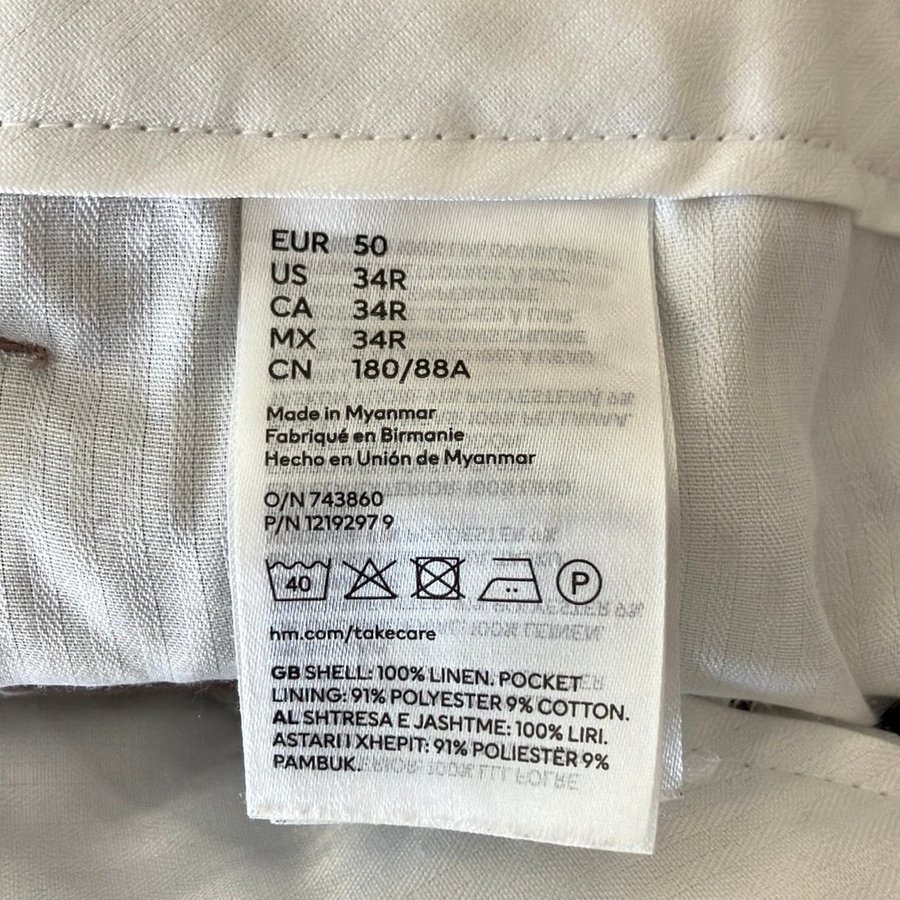 EUR 50
US 34R
CA 34R
MX 34R
CN 180/88A
Made in Myanmar
Fabriqué en Birmanie
Hecho en Unión de Myanmar
O/N 743860
P/N 1219297 9
40 P
hm.com/takecare
GB SHELL: 100% LINEN. POCKET
LINING: 91% POLYESTER 9% COTTON.
AL SHTRESA E JASHTME: 100% LIRI.
ASTARI I XHEPIT: 91% POLIESTËR 9%
PAMBUK.